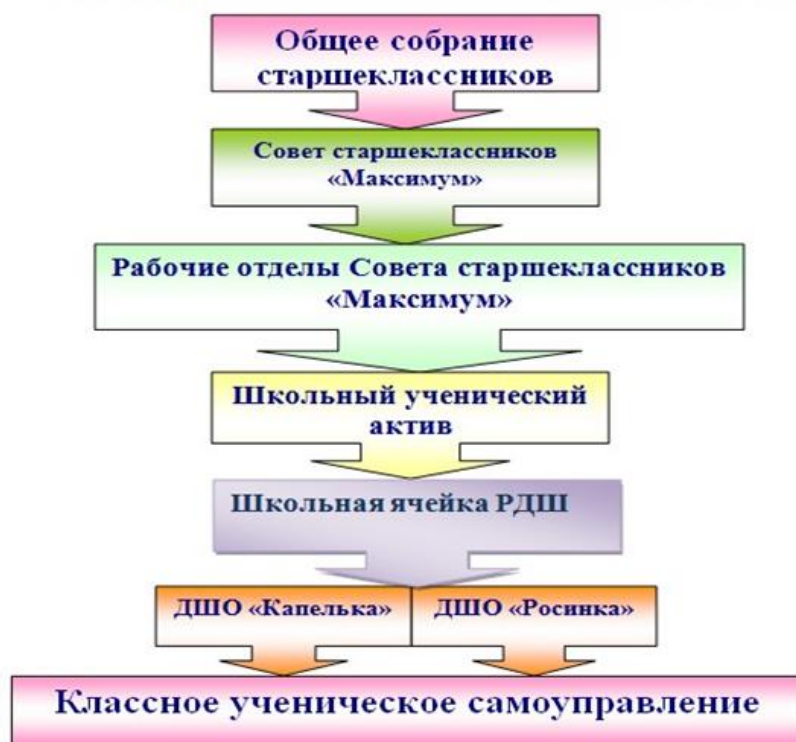 Общее собрание
старшеклассников
Совет старшеклассников
«Максимум»
Рабочие отделы Совета старшеклассников
«Максимум»
Школьный ученический
актив
Школьная ячейка РДШ
ДШО «Капелька»
ДШО «Росинка»
Классное ученическое самоуправление